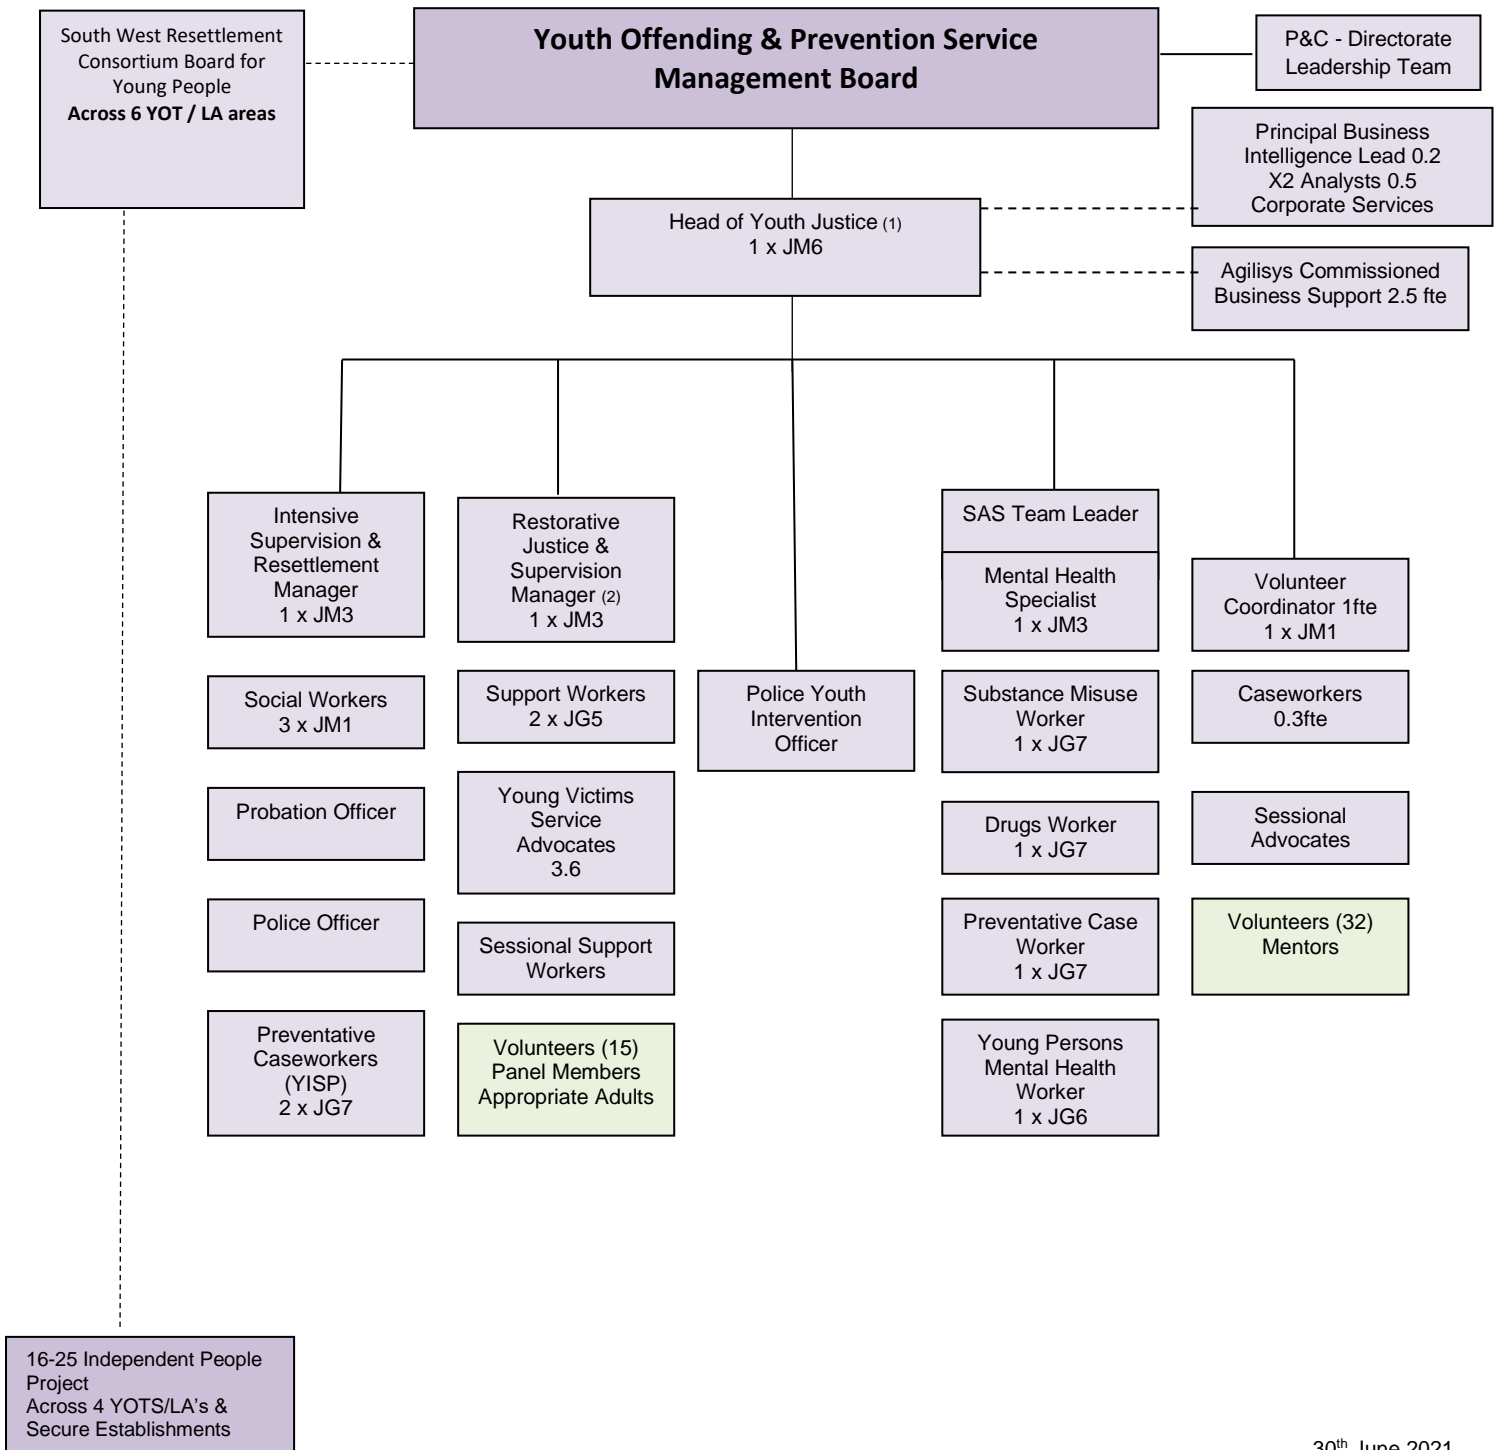 South West Resettlement
Consortium Board for
Young People
Across 6 YOT / LA areas
Youth Offending & Prevention Service
Management Board
P&C - Directorate
Leadership Team
Principal Business
Intelligence Lead 0.2
X2 Analysts 0.5
Corporate Services
Head of Youth Justice (1)
1 x JM6
Agilisys Commissioned
Business Support 2.5 fte
Intensive
Supervision &
Resettlement
Manager
1 x JM3
Social Workers
3 x JM1
Probation Officer
Police Officer
Preventative
Caseworkers
(YISP)
2 x JG7
Restorative
Justice &
Supervision
Manager (2)
1 x JM3
Support Workers
2 x JG5
Young Victims
Service
Advocates
3.6
Sessional Support
Workers
Volunteers (15)
Panel Members
Appropriate Adults
Police Youth
Intervention
Officer
SAS Team Leader
Mental Health
Specialist
1 x JM3
Substance Misuse
Worker
1 x JG7
Drugs Worker
1 x JG7
Preventative Case
Worker
1 x JG7
Young Persons
Mental Health
Worker
1 x JG6
Volunteer
Coordinator 1fte
1 x JM1
Caseworkers
0.3fte
Sessional
Advocates
Volunteers (32)
Mentors
16-25 Independent People
Project
Across 4 YOTS/LA's &
Secure Establishments
30th June 2021